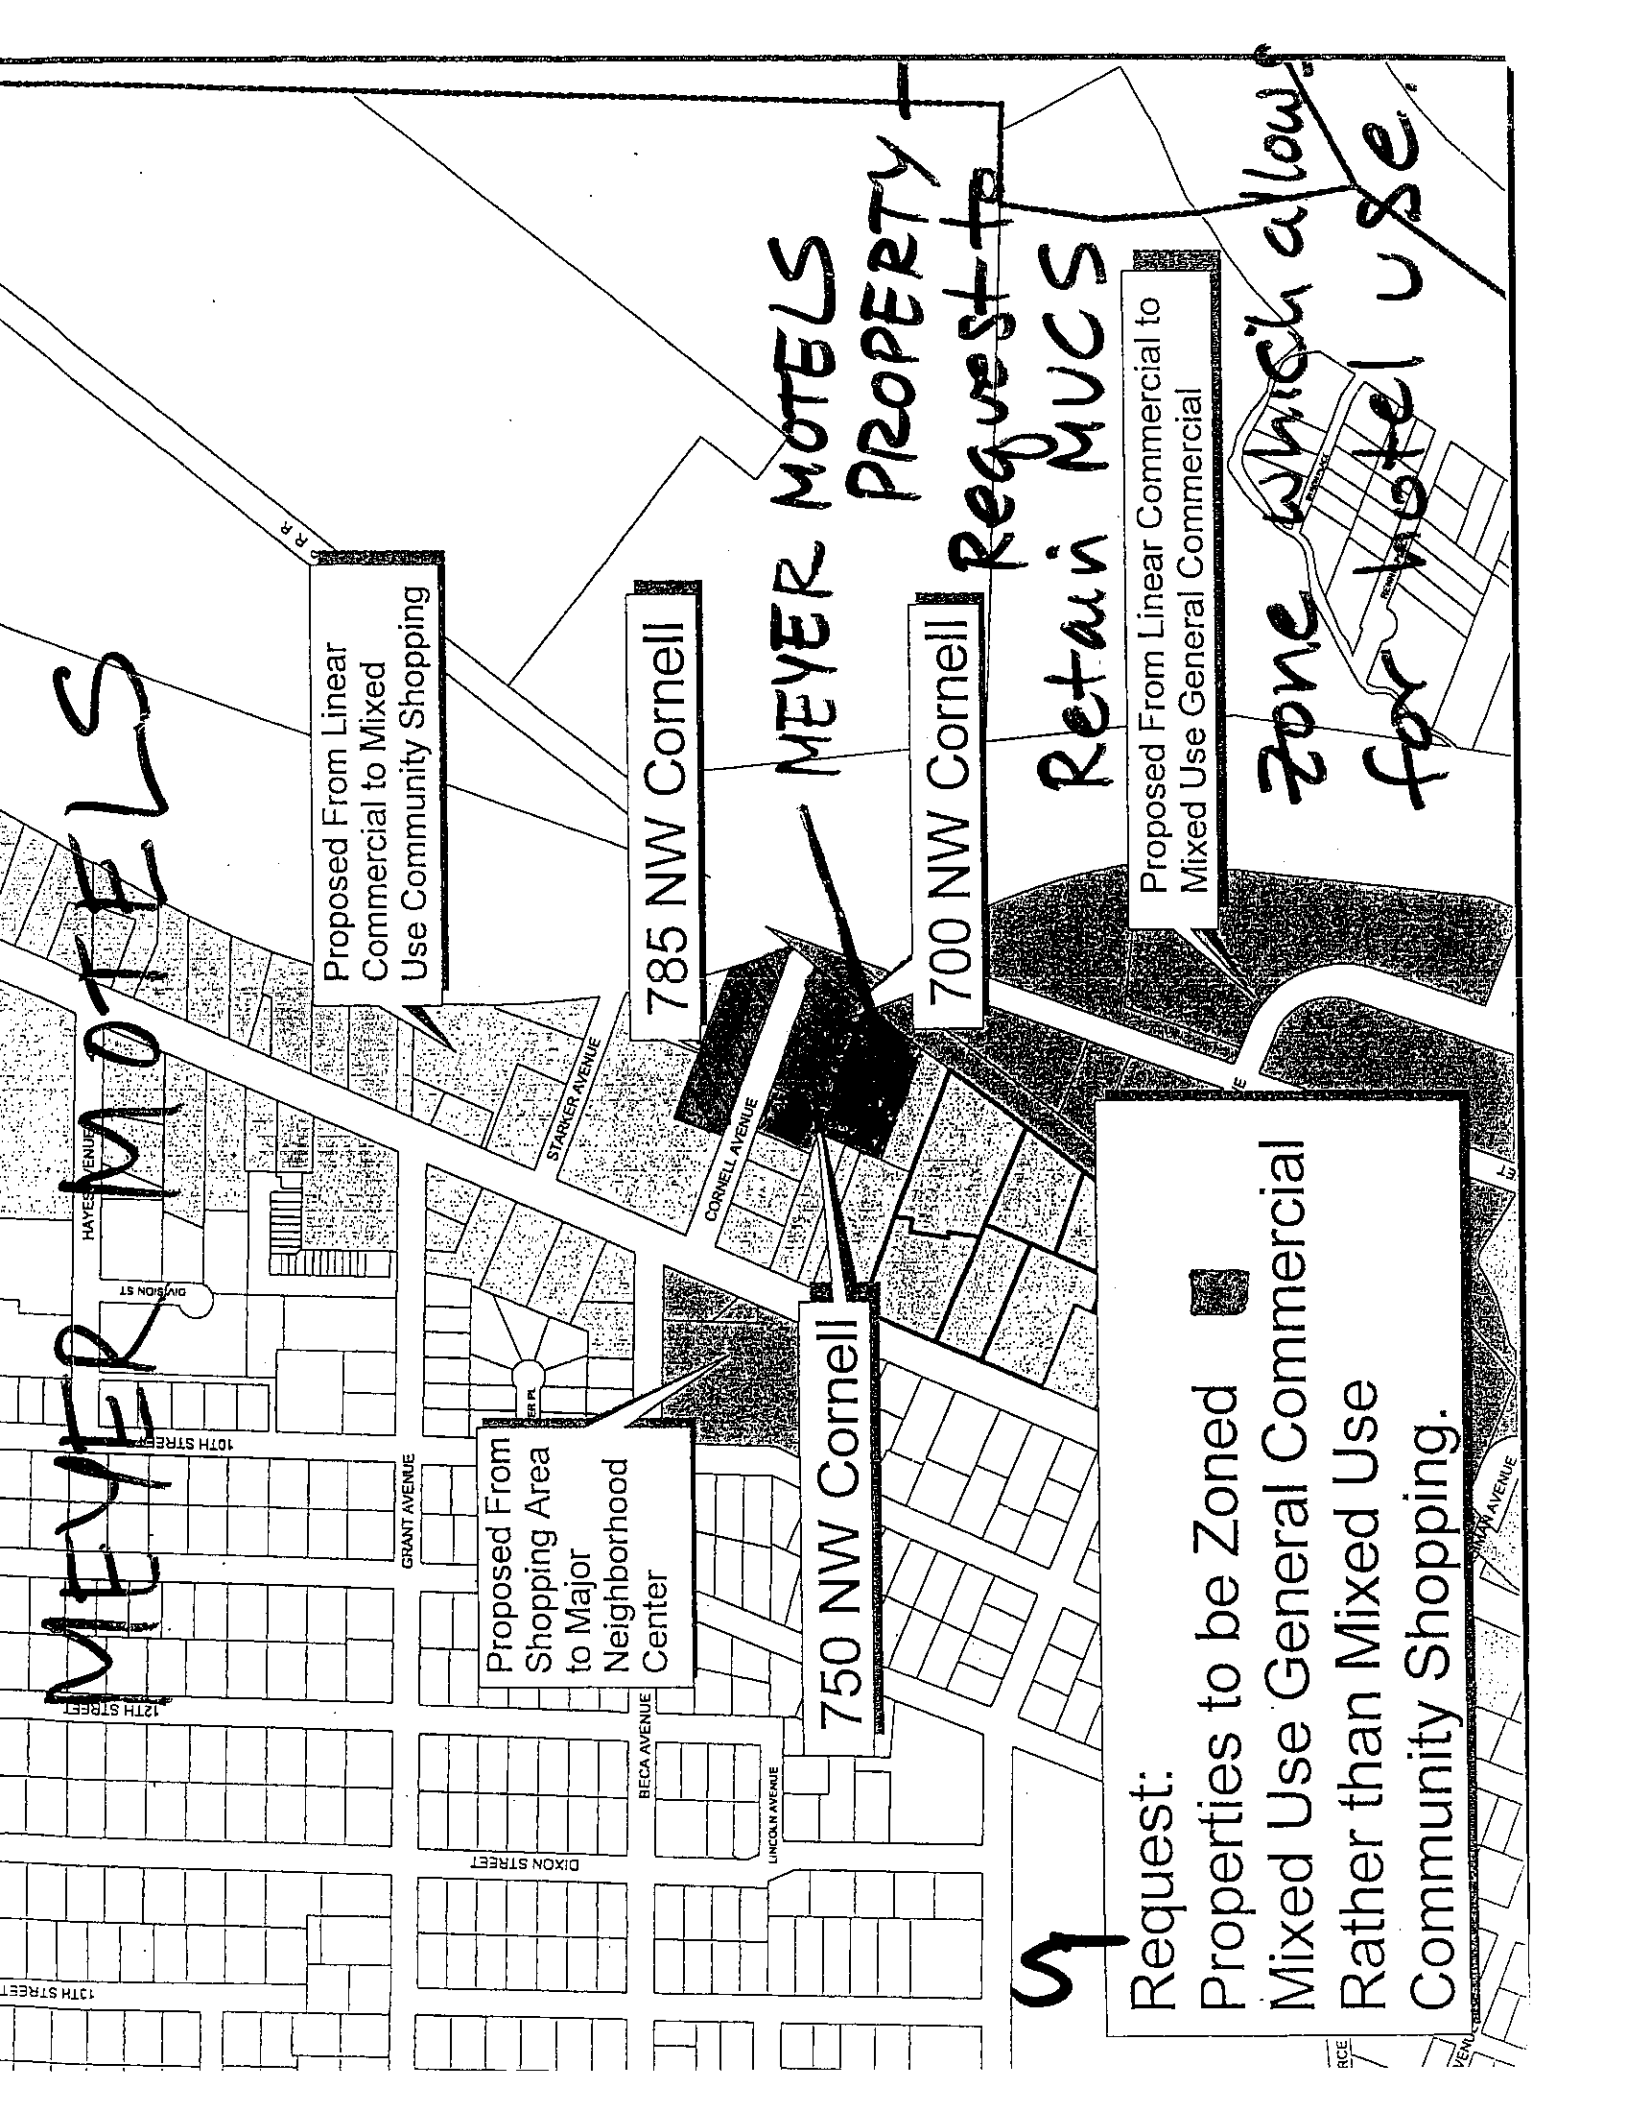 MEYER MOTELS
R R
Proposed From Linear
Commercial to Mixed
Use Community Shopping
785 NW Cornell
MEYER MOTELS
PROPERTY –
Request to
Retain MUCS
zone which allows
for hotel use.
700 NW Cornell
Proposed From Linear Commercial to
Mixed Use General Commercial
HAYES AVENUE
DIVISION ST
10TH STREET
12TH STREET
13TH STREET
GRANT AVENUE
STARKER AVENUE
CORNELL AVENUE
Proposed From
Shopping Area
to Major
Neighborhood
Center
750 NW Cornell
BECA AVENUE
LINCOLN AVENUE
DIXON STREET
5
Request:
Properties to be Zoned
Mixed Use General Commercial
Rather than Mixed Use
Community Shopping.